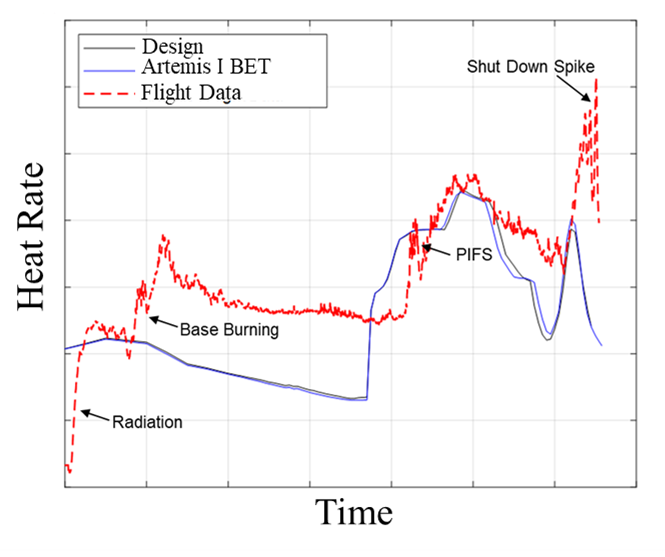 Design
Artemis I BET
Flight Data
Shut Down Spike
PIFS
Base Burning
Radiation
Heat Rate
Time